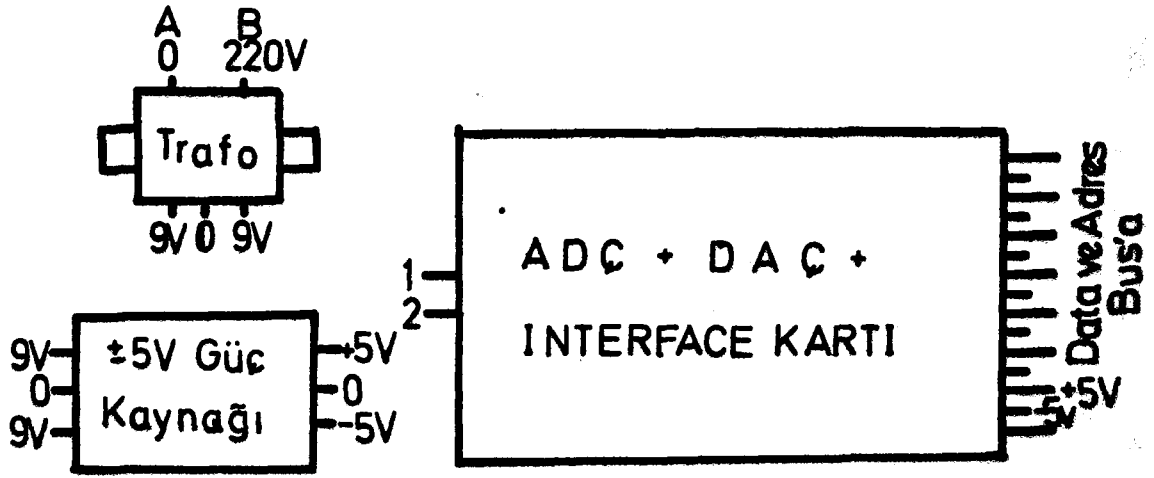 A B
0 220V
Trafo
9V 0 9V
9V ±5V Güç +5V
0 Kaynağı 0
9V -5V
ADÇ + DAÇ +
INTERFACE KARTI
1
2
Data ve Adres
Bus'a
+5V